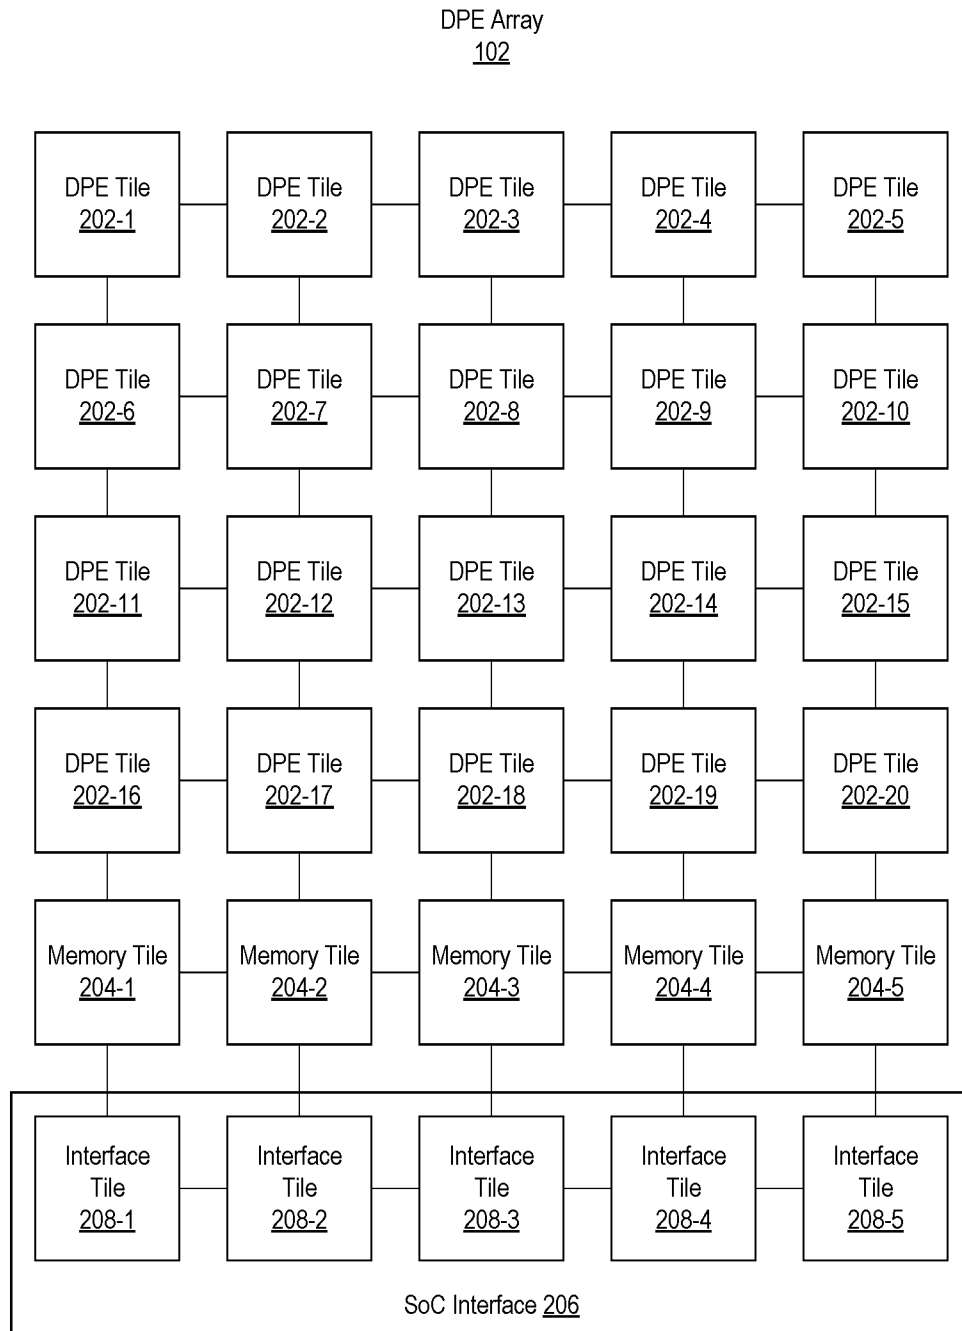 DPE Array
102
DPE Tile
202-1
DPE Tile
202-2
DPE Tile
202-3
DPE Tile
202-4
DPE Tile
202-5
DPE Tile
202-6
DPE Tile
202-7
DPE Tile
202-8
DPE Tile
202-9
DPE Tile
202-10
DPE Tile
202-11
DPE Tile
202-12
DPE Tile
202-13
DPE Tile
202-14
DPE Tile
202-15
DPE Tile
202-16
DPE Tile
202-17
DPE Tile
202-18
DPE Tile
202-19
DPE Tile
202-20
Memory Tile
204-1
Memory Tile
204-2
Memory Tile
204-3
Memory Tile
204-4
Memory Tile
204-5
Interface
Tile
208-1
Interface
Tile
208-2
Interface
Tile
208-3
Interface
Tile
208-4
Interface
Tile
208-5
SoC Interface 206